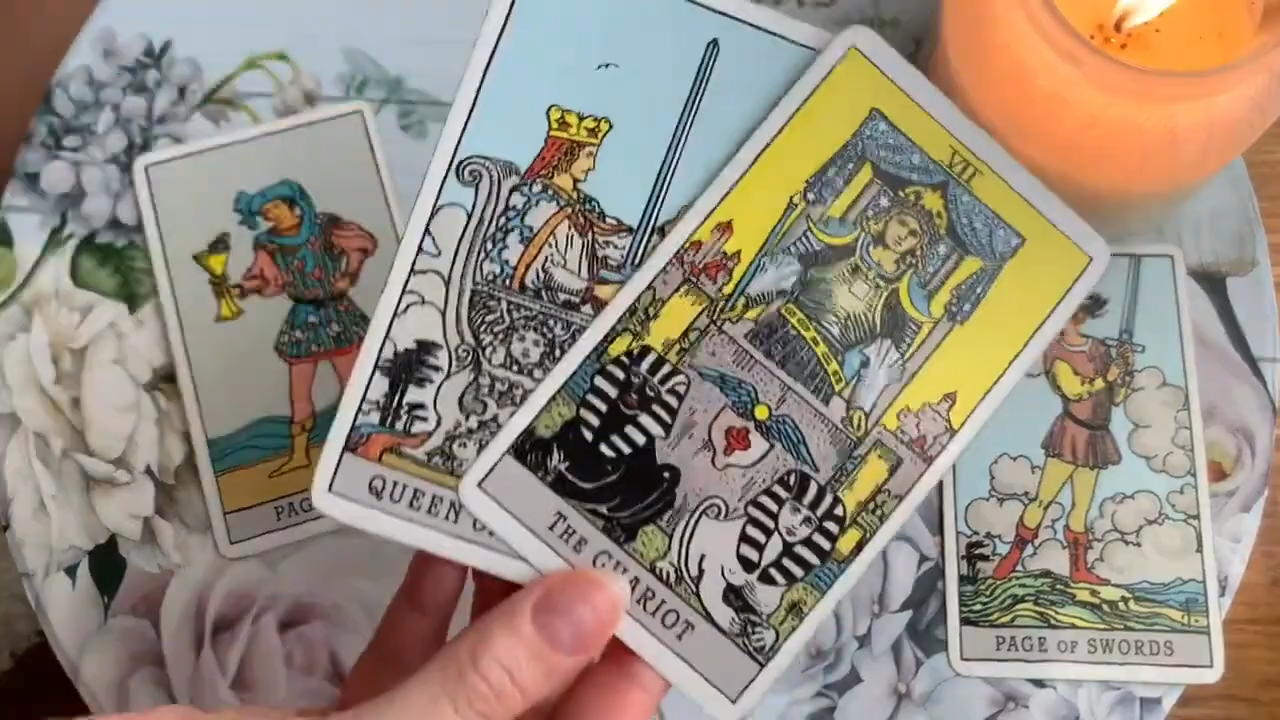 VII
PAG
QUEEN O
THE CHARIOT
PAGE OF SWORDS